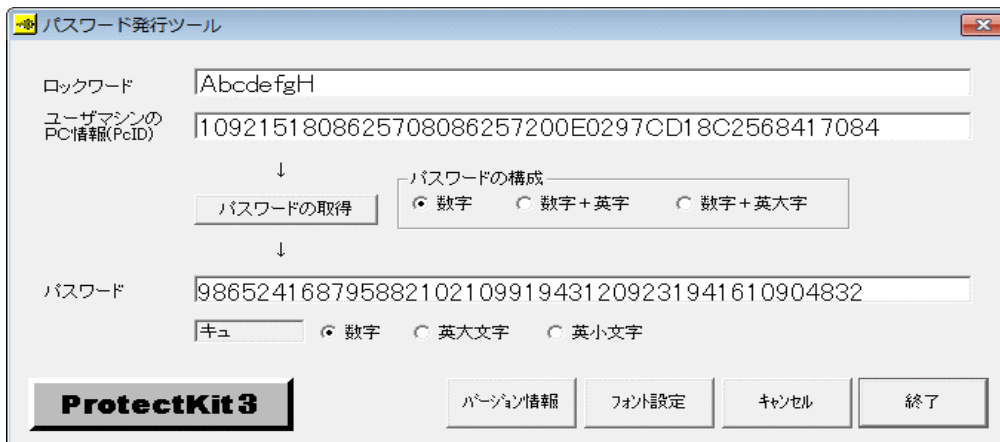 パスワード発行ツール
ロックワード
AbcdefgH
ユーザマシンの
PC情報(PcID)
10921518086257080862572OOEO297CD18C2568417084
↓
パスワードの構成
パスワードの取得
数字
数字+英字
数字+英大字
↓
パスワード
98652416879588210210991943120923194161090​4832
キュ
数字
英大文字
英小文字
ProtectKit3
バージョン情報
フォント設定
キャンセル
終了